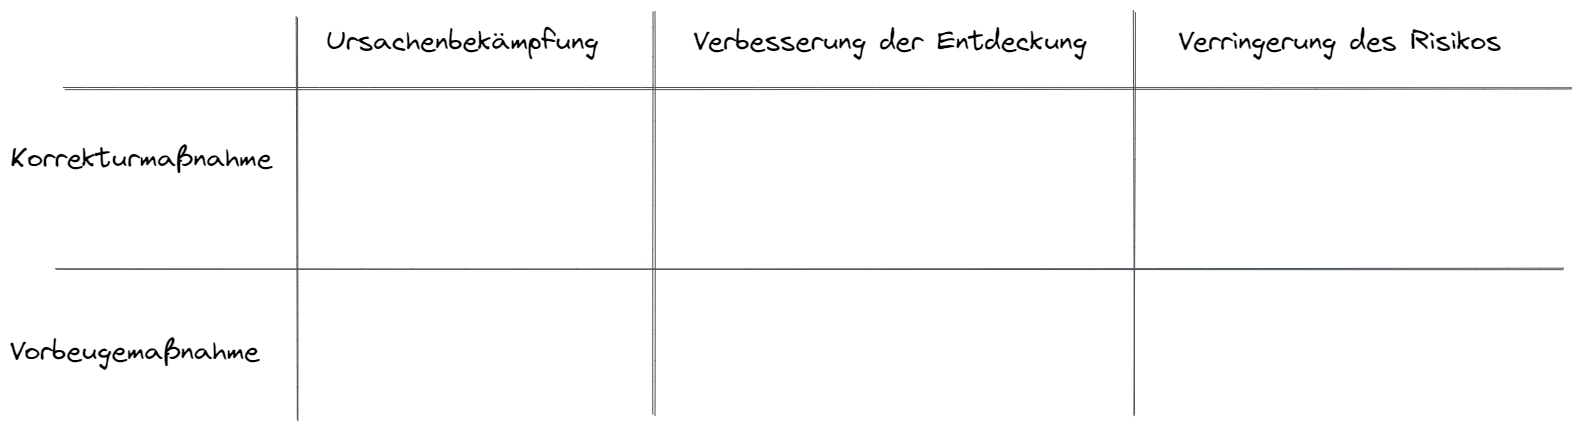 Ursachenbekämpfung Verbesserung der Entdeckung Verringerung des Risikos
Korrekturmaßnahme
Vorbeugemaßnahme